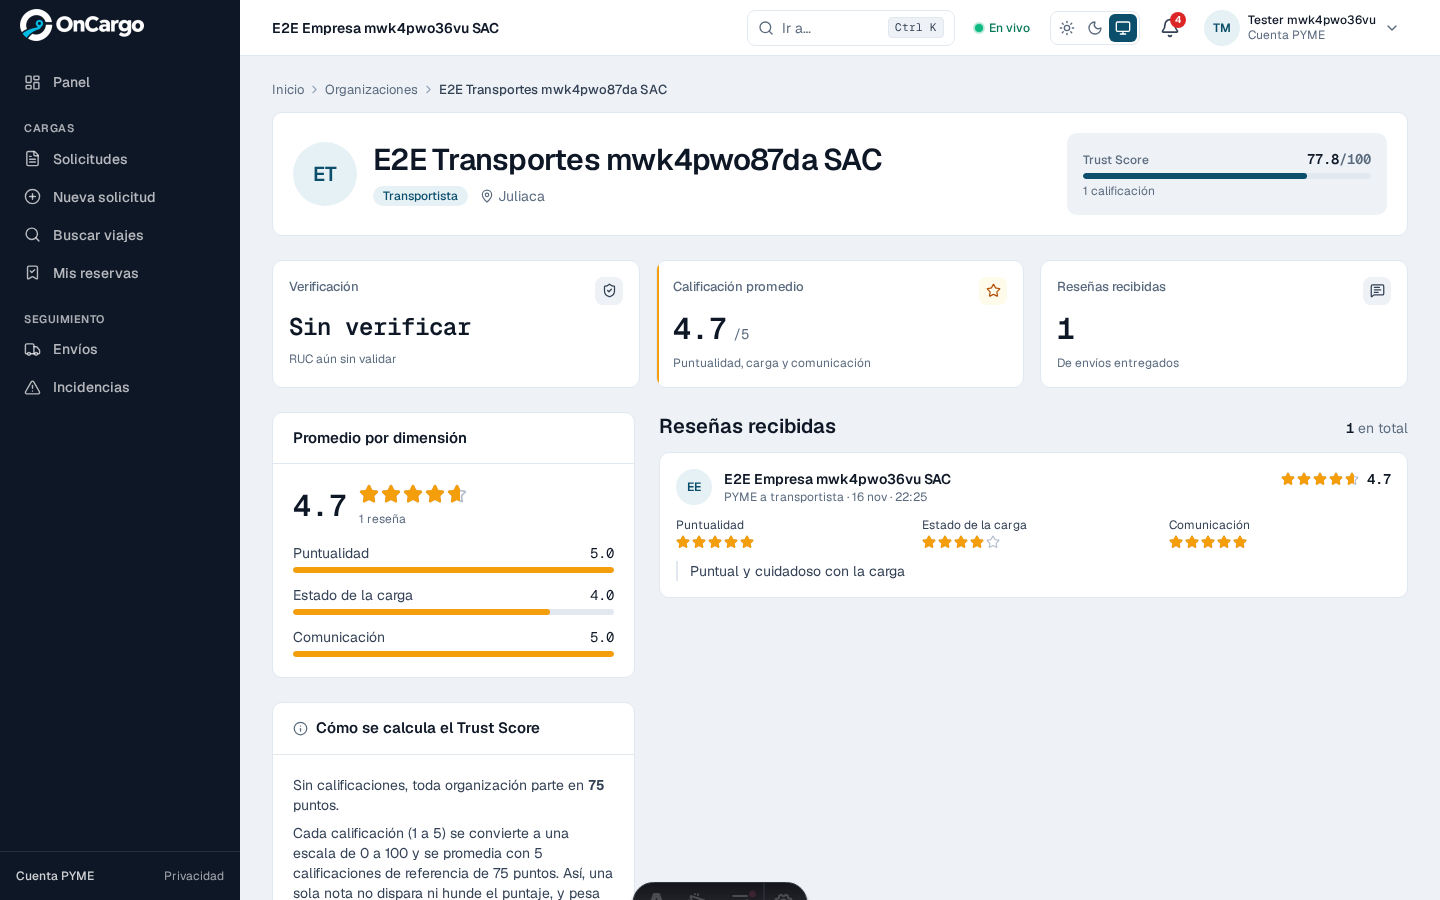 OnCargo
Panel
CARGAS
Solicitudes
Nueva solicitud
Buscar viajes
Mis reservas
SEGUIMIENTO
Envíos
Incidencias
Cuenta PYME
Privacidad
E2E Empresa mwk4pwo36vu SAC
Ir a...
Ctrl K
En vivo
4
TM
Tester mwk4pwo36vu
Cuenta PYME
Inicio > Organizaciones > E2E Transportes mwk4pwo87da SAC
ET
E2E Transportes mwk4pwo87da SAC
Transportista
Juliaca
Trust Score
77.8/100
1 calificación
Verificación
Sin verificar
RUC aún sin validar
Calificación promedio
4.7 /5
Puntualidad, carga y comunicación
Reseñas recibidas
1
De envíos entregados
Promedio por dimensión
4.7
1 reseña
Puntualidad 5.0
Estado de la carga 4.0
Comunicación 5.0
Cómo se calcula el Trust Score
Sin calificaciones, toda organización parte en 75
puntos.
Cada calificación (1 a 5) se convierte a una
escala de 0 a 100 y se promedia con 5
calificaciones de referencia de 75 puntos. Así, una
sola nota no dispara ni hunde el puntaje, y pesa
Reseñas recibidas
1 en total
EE
E2E Empresa mwk4pwo36vu SAC
PYME a transportista · 16 nov · 22:25
4.7
Puntualidad
Estado de la carga
Comunicación
Puntual y cuidadoso con la carga